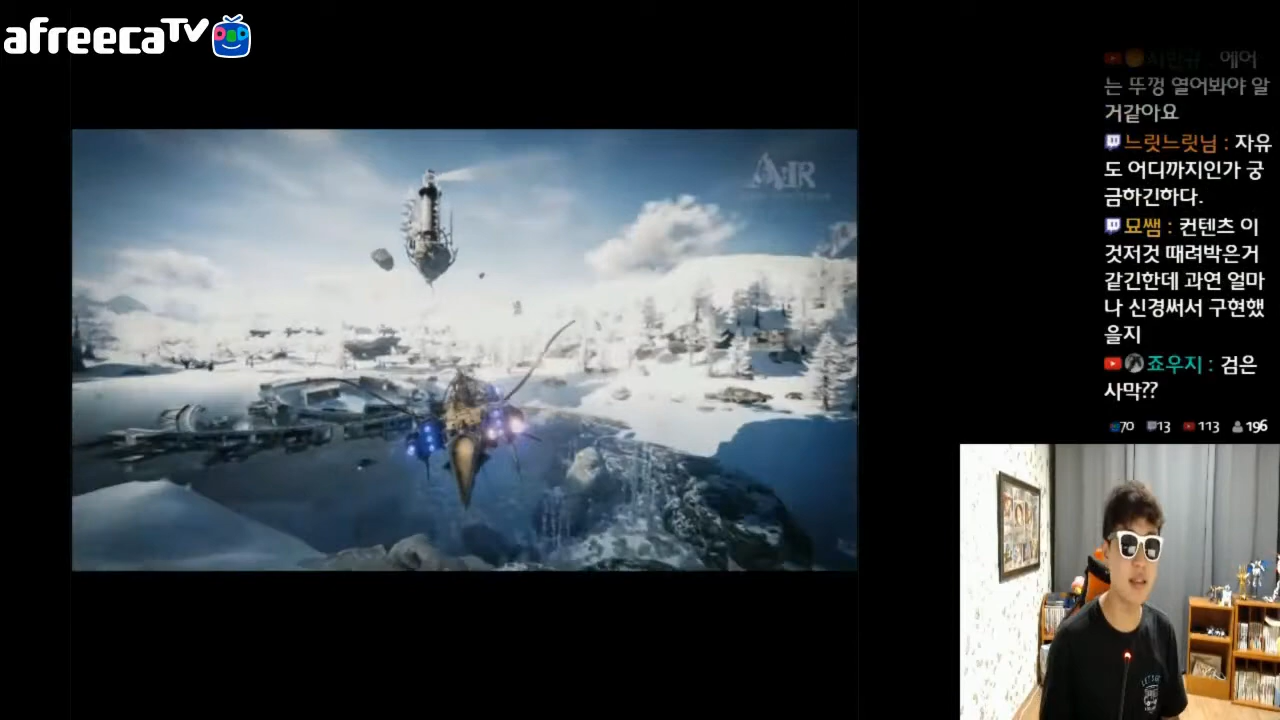 afreecaTV
AIR
에어
는 뚜껑 열어봐야 알
거같아요
느릿느릿님 : 자유
도 어디까지인가 궁
금하긴하다.
묘쌤 : 컨텐츠 이
것저것 때려박은거
같긴한데 과연 얼마
나 신경써서 구현했
을지
죠우지 : 검은
사막??
70 13 113 196